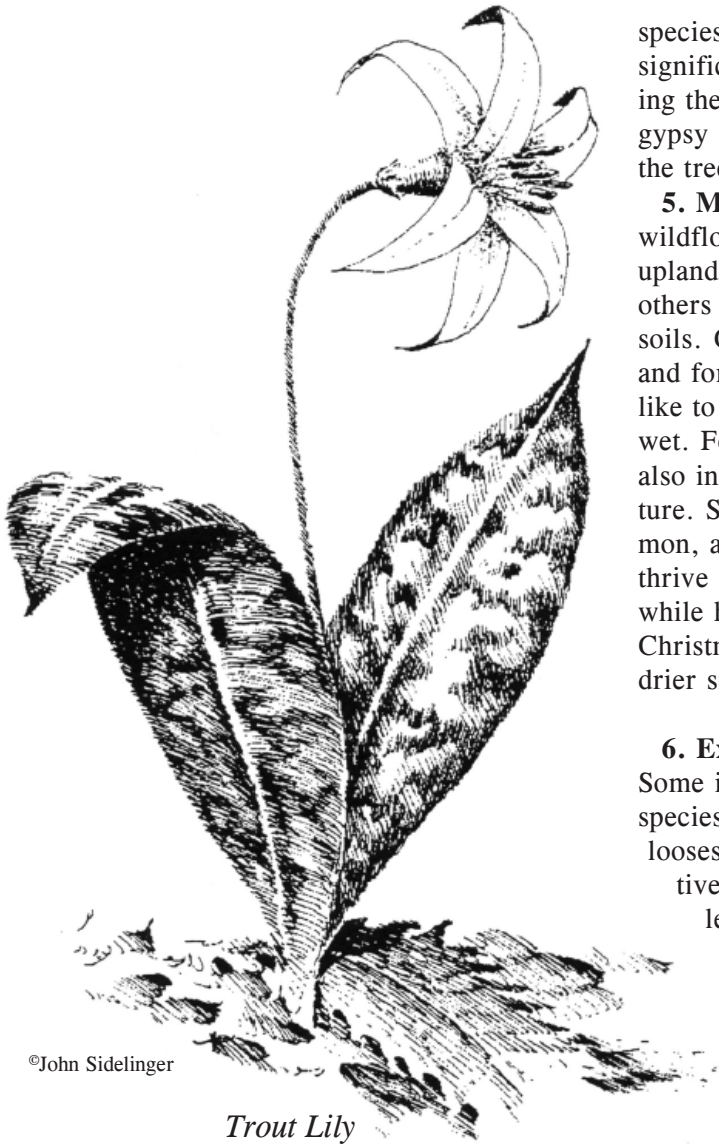 species
signific
ing the
gypsy
the tree
5. M
wildflo
upland
others
soils. C
and for
like to
wet. Fe
also in
ture. S
mon, a
thrive
while h
Christm
drier s
6. Ex
Some i
species
looses
tive
le
©John Sidelinger
Trout Lily